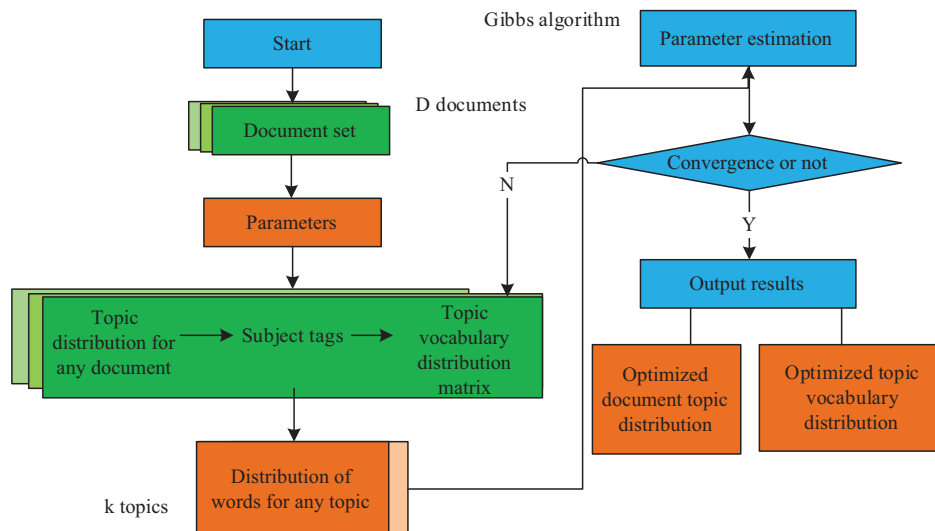 Start
D documents
Document set
Parameters
Topic
distribution for
any document
Subject tags
Topic
vocabulary
distribution
matrix
Distribution of
words for any topic
k topics
Gibbs algorithm
Parameter estimation
Convergence or not
N
Y
Output results
Optimized
document topic
distribution
Optimized topic
vocabulary
distribution